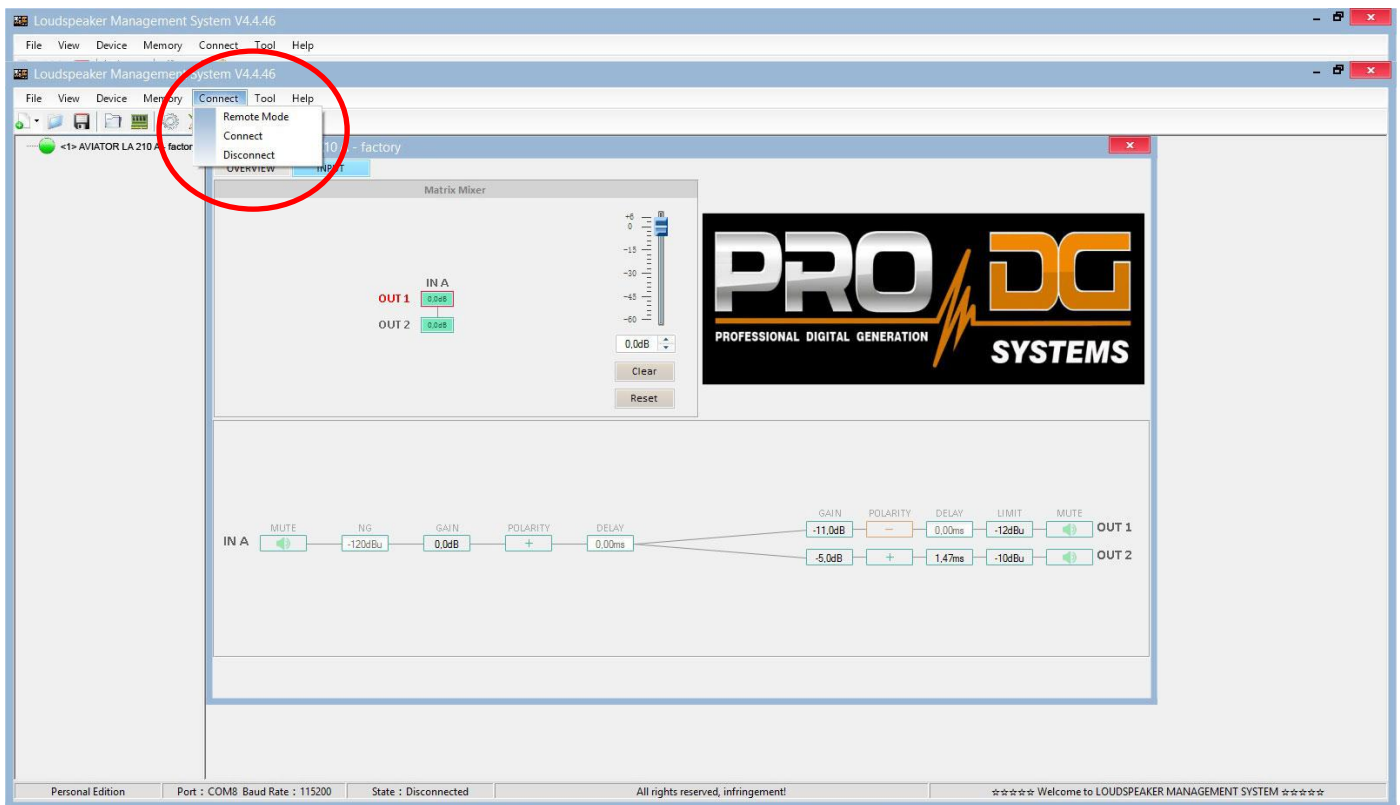 Loudspeaker Management System V4.4.46
File View Device Memory Connect Tool Help
Loudspeaker Management System V4.4.46
File View Device Memory Connect Tool Help
Remote Mode
Connect
Disconnect
<1> AVIATOR LA 210 A - factor
10 - factory
OVERVIEW INPUT
Matrix Mixer
+6
0
-15
-30
-45
-60
IN A
OUT 1 0,0dB
OUT 2 0,0dB
0,0dB
Clear
Reset
PRO DG
PROFESSIONAL DIGITAL GENERATION
SYSTEMS
GAIN POLARITY DELAY LIMIT MUTE
-11,0dB − 0,00ms -12dBu OUT 1
MUTE NG GAIN POLARITY DELAY
IN A -120dBu 0,0dB + 0,00ms
-5,0dB + 1,47ms -10dBu OUT 2
Personal Edition Port : COM8 Baud Rate : 115200 State : Disconnected All rights reserved, infringement! ☆☆☆☆☆ Welcome to LOUDSPEAKER MANAGEMENT SYSTEM ☆☆☆☆☆